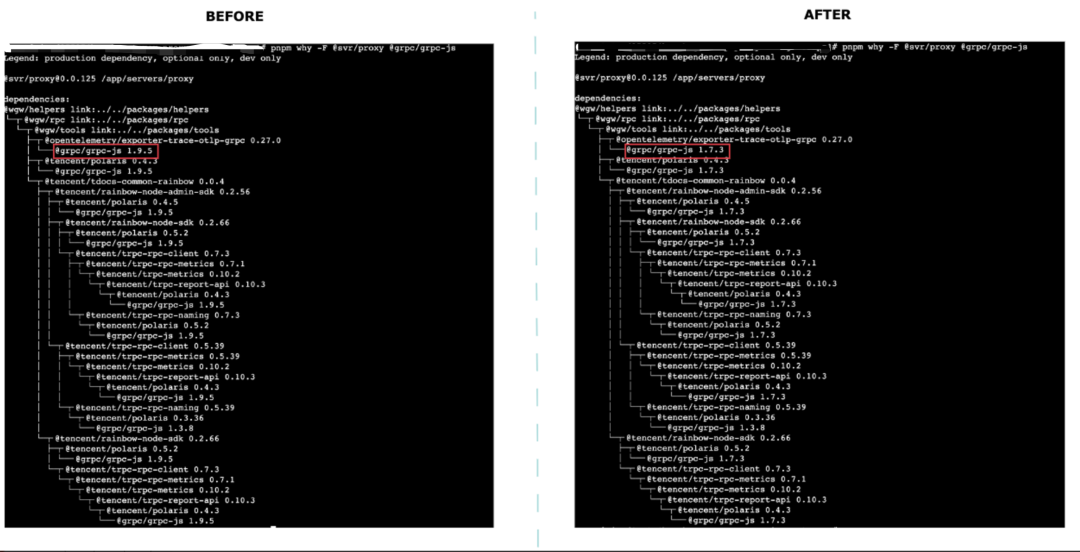 BEFORE
# pnpm why -F @svr/proxy @grpc/grpc-js
Legend: production dependency, optional only, dev only
@svr/proxy@0.0.125 /app/servers/proxy
dependencies:
@wgw/helpers link:../../packages/helpers
└─┬ @wgw/rpc link:../../packages/rpc
└─┬ @wgw/tools link:../../packages/tools
├─┬ @opentelemetry/exporter-trace-otlp-grpc 0.27.0
│ └── @grpc/grpc-js 1.9.5
├─┬ @tencent/polaris 0.4.3
│ └── @grpc/grpc-js 1.9.5
└─┬ @tencent/tdocs-common-rainbow 0.0.4
├─┬ @tencent/rainbow-node-admin-sdk 0.2.56
│ ├─┬ @tencent/polaris 0.4.5
│ │ └── @grpc/grpc-js 1.9.5
│ ├─┬ @tencent/rainbow-node-sdk 0.2.66
│ │ ├─┬ @tencent/polaris 0.5.2
│ │ │ └── @grpc/grpc-js 1.9.5
│ │ └─┬ @tencent/trpc-rpc-client 0.7.3
│ │ ├─┬ @tencent/trpc-rpc-metrics 0.7.1
│ │ │ └─┬ @tencent/trpc-metrics 0.10.2
│ │ │ └─┬ @tencent/trpc-report-api 0.10.3
│ │ │ └─┬ @tencent/polaris 0.4.3
│ │ │ └── @grpc/grpc-js 1.9.5
│ │ └─┬ @tencent/trpc-rpc-naming 0.7.3
│ │ └─┬ @tencent/polaris 0.5.2
│ │ └── @grpc/grpc-js 1.9.5
│ └─┬ @tencent/trpc-rpc-client 0.5.39
│ ├─┬ @tencent/trpc-rpc-metrics 0.5.39
│ │ └─┬ @tencent/trpc-metrics 0.10.2
│ │ └─┬ @tencent/trpc-report-api 0.10.3
│ │ └─┬ @tencent/polaris 0.4.3
│ │ └── @grpc/grpc-js 1.9.5
│ └─┬ @tencent/trpc-rpc-naming 0.5.39
│ └─┬ @tencent/polaris 0.3.36
│ └── @grpc/grpc-js 1.3.8
└─┬ @tencent/rainbow-node-sdk 0.2.66
├─┬ @tencent/polaris 0.5.2
│ └── @grpc/grpc-js 1.9.5
└─┬ @tencent/trpc-rpc-client 0.7.3
├─┬ @tencent/trpc-rpc-metrics 0.7.1
│ └─┬ @tencent/trpc-metrics 0.10.2
│ └─┬ @tencent/trpc-report-api 0.10.3
│ └─┬ @tencent/polaris 0.4.3
│ └── @grpc/grpc-js 1.9.5
AFTER
# pnpm why -F @svr/proxy @grpc/grpc-js
Legend: production dependency, optional only, dev only
@svr/proxy@0.0.125 /app/servers/proxy
dependencies:
@wgw/helpers link:../../packages/helpers
└─┬ @wgw/rpc link:../../packages/rpc
└─┬ @wgw/tools link:../../packages/tools
├─┬ @opentelemetry/exporter-trace-otlp-grpc 0.27.0
│ └── @grpc/grpc-js 1.7.3
├─┬ @tencent/polaris 0.4.3
│ └── @grpc/grpc-js 1.7.3
└─┬ @tencent/tdocs-common-rainbow 0.0.4
├─┬ @tencent/rainbow-node-admin-sdk 0.2.56
│ ├─┬ @tencent/polaris 0.4.5
│ │ └── @grpc/grpc-js 1.7.3
│ ├─┬ @tencent/rainbow-node-sdk 0.2.66
│ │ ├─┬ @tencent/polaris 0.5.2
│ │ │ └── @grpc/grpc-js 1.7.3
│ │ └─┬ @tencent/trpc-rpc-client 0.7.3
│ │ ├─┬ @tencent/trpc-rpc-metrics 0.7.1
│ │ │ └─┬ @tencent/trpc-metrics 0.10.2
│ │ │ └─┬ @tencent/trpc-report-api 0.10.3
│ │ │ └─┬ @tencent/polaris 0.4.3
│ │ │ └── @grpc/grpc-js 1.7.3
│ │ └─┬ @tencent/trpc-rpc-naming 0.7.3
│ │ └─┬ @tencent/polaris 0.5.2
│ │ └── @grpc/grpc-js 1.7.3
│ └─┬ @tencent/trpc-rpc-client 0.5.39
│ ├─┬ @tencent/trpc-rpc-metrics 0.5.39
│ │ └─┬ @tencent/trpc-metrics 0.10.2
│ │ └─┬ @tencent/trpc-report-api 0.10.3
│ │ └─┬ @tencent/polaris 0.4.3
│ │ └── @grpc/grpc-js 1.7.3
│ └─┬ @tencent/trpc-rpc-naming 0.5.39
│ └─┬ @tencent/polaris 0.3.36
│ └── @grpc/grpc-js 1.3.8
└─┬ @tencent/rainbow-node-sdk 0.2.66
├─┬ @tencent/polaris 0.5.2
│ └── @grpc/grpc-js 1.7.3
└─┬ @tencent/trpc-rpc-client 0.7.3
├─┬ @tencent/trpc-rpc-metrics 0.7.1
│ └─┬ @tencent/trpc-metrics 0.10.2
│ └─┬ @tencent/trpc-report-api 0.10.3
│ └─┬ @tencent/polaris 0.4.3
│ └── @grpc/grpc-js 1.7.3